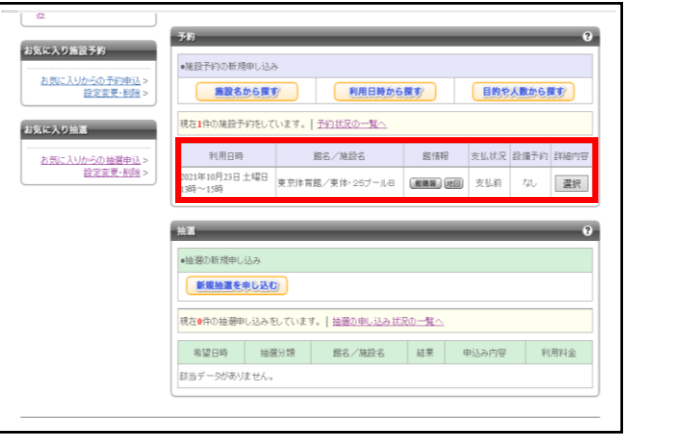 お気に入り施設予約
お気に入りからの予約申込 >
設定変更・削除 >
お気に入り抽選
お気に入りからの抽選申込 >
設定変更・削除 >
予約
?
●施設予約の新規申し込み
施設名から探す
利用日時から探す
目的や人数から探す
現在1件の施設予約をしています。 | 予約状況の一覧へ
利用日時 館名／施設名 館情報 支払状況 設備予約 詳細内容
2021年10月23日 土曜日
13時～15時
東京体育館／東体・25プールB 館情報 地図 支払前 なし 選択
抽選
?
●抽選の新規申し込み
新規抽選を申し込む
現在0件の抽選申し込みをしています。 | 抽選の申し込み状況の一覧へ
希望日時 抽選分類 館名／施設名 結果 申込み内容 利用料金
該当データがありません。